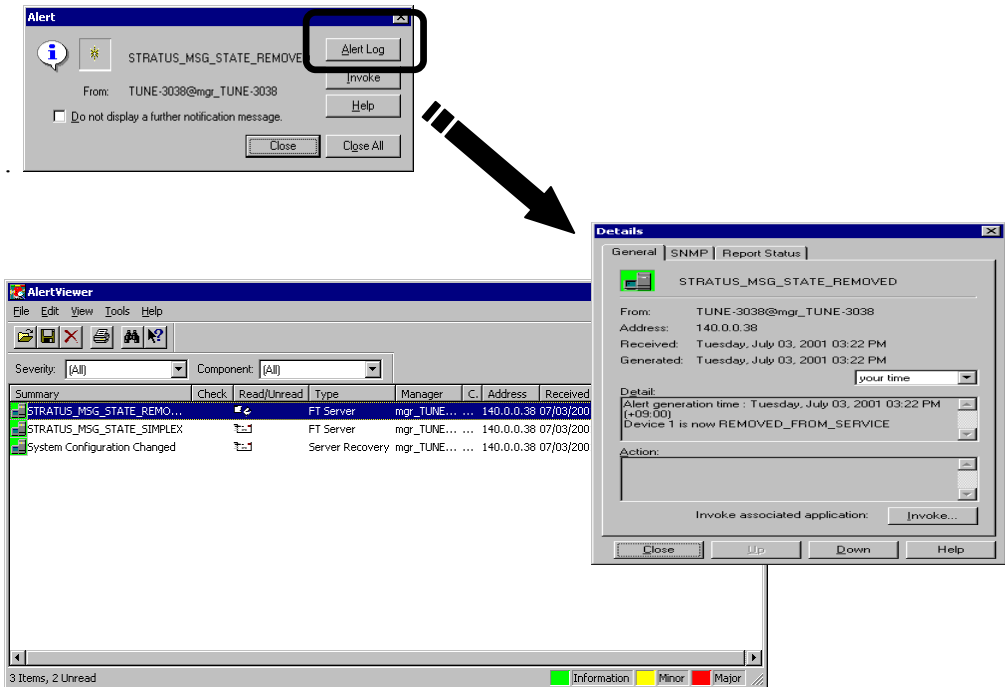 Alert
Alert Log
STRATUS_MSG_STATE_REMOVE
Invoke
From: TUNE-3038@mgr_TUNE-3038
Help
Do not display a further notification message.
Close
Close All
.
Details
General SNMP Report Status
STRATUS_MSG_STATE_REMOVED
From: TUNE-3038@mgr_TUNE-3038
Address: 140.0.0.38
Received: Tuesday, July 03, 2001 03:22 PM
Generated: Tuesday, July 03, 2001 03:22 PM
your time
Detail:
Alert generation time : Tuesday, July 03, 2001 03:22 PM
(+09:00)
Device 1 is now REMOVED_FROM_SERVICE
Action:
Invoke associated application: Invoke...
Close Up Down Help
AlertViewer
File Edit View Tools Help
Severity: (All) Component: (All)
Summary Check Read/Unread Type Manager C. Address Received
STRATUS_MSG_STATE_REMO... FT Server mgr_TUNE... ... 140.0.0.38 07/03/200
STRATUS_MSG_STATE_SIMPLEX FT Server mgr_TUNE... ... 140.0.0.38 07/03/200
System Configuration Changed Server Recovery mgr_TUNE... ... 140.0.0.38 07/03/200
3 Items, 2 Unread Information Minor Major